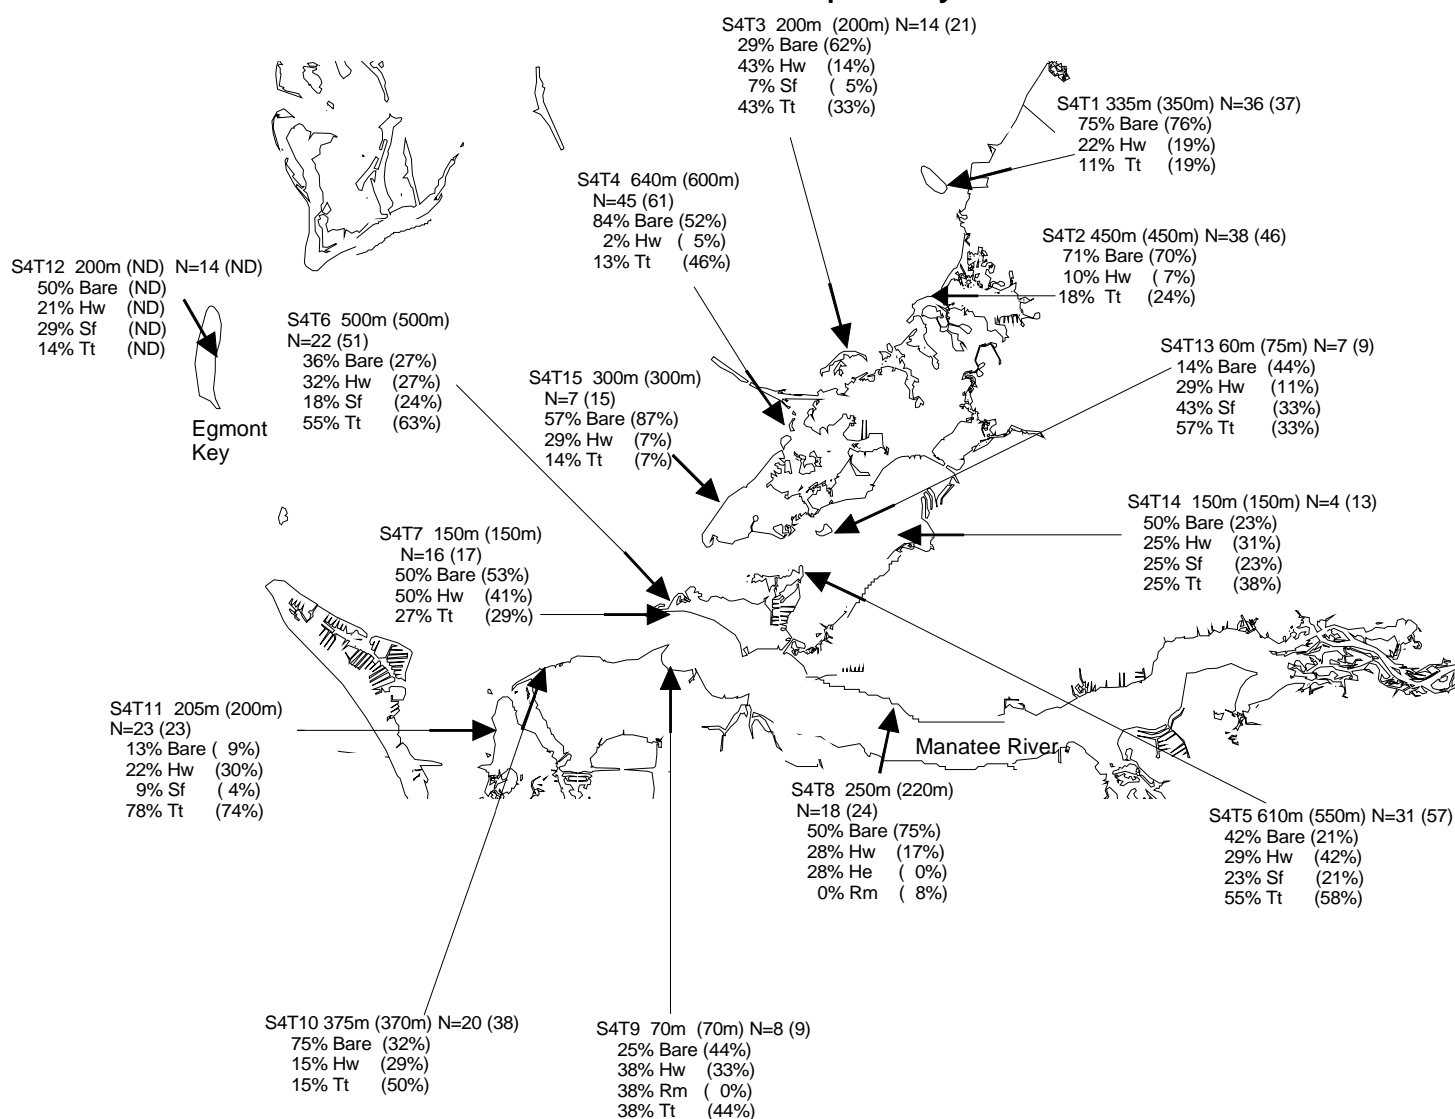 S4T3 200m (200m) N=14 (21)
29% Bare (62%)
43% Hw (14%)
7% Sf ( 5%)
43% Tt (33%)
S4T1 335m (350m) N=36 (37)
75% Bare (76%)
22% Hw (19%)
11% Tt (19%)
S4T4 640m (600m)
N=45 (61)
84% Bare (52%)
2% Hw ( 5%)
13% Tt (46%)
S4T2 450m (450m) N=38 (46)
71% Bare (70%)
10% Hw ( 7%)
18% Tt (24%)
S4T12 200m (ND) N=14 (ND)
50% Bare (ND)
21% Hw (ND)
29% Sf (ND)
14% Tt (ND)
Egmont
Key
S4T6 500m (500m)
N=22 (51)
36% Bare (27%)
32% Hw (27%)
18% Sf (24%)
55% Tt (63%)
S4T15 300m (300m)
N=7 (15)
57% Bare (87%)
29% Hw (7%)
14% Tt (7%)
S4T13 60m (75m) N=7 (9)
14% Bare (44%)
29% Hw (11%)
43% Sf (33%)
57% Tt (33%)
S4T14 150m (150m) N=4 (13)
50% Bare (23%)
25% Hw (31%)
25% Sf (23%)
25% Tt (38%)
S4T7 150m (150m)
N=16 (17)
50% Bare (53%)
50% Hw (41%)
27% Tt (29%)
S4T11 205m (200m)
N=23 (23)
13% Bare ( 9%)
22% Hw (30%)
9% Sf ( 4%)
78% Tt (74%)
Manatee River
S4T8 250m (220m)
N=18 (24)
50% Bare (75%)
28% Hw (17%)
28% He ( 0%)
0% Rm ( 8%)
S4T5 610m (550m) N=31 (57)
42% Bare (21%)
29% Hw (42%)
23% Sf (21%)
55% Tt (58%)
S4T10 375m (370m) N=20 (38)
75% Bare (32%)
15% Hw (29%)
15% Tt (50%)
S4T9 70m (70m) N=8 (9)
25% Bare (44%)
38% Hw (33%)
38% Rm ( 0%)
38% Tt (44%)